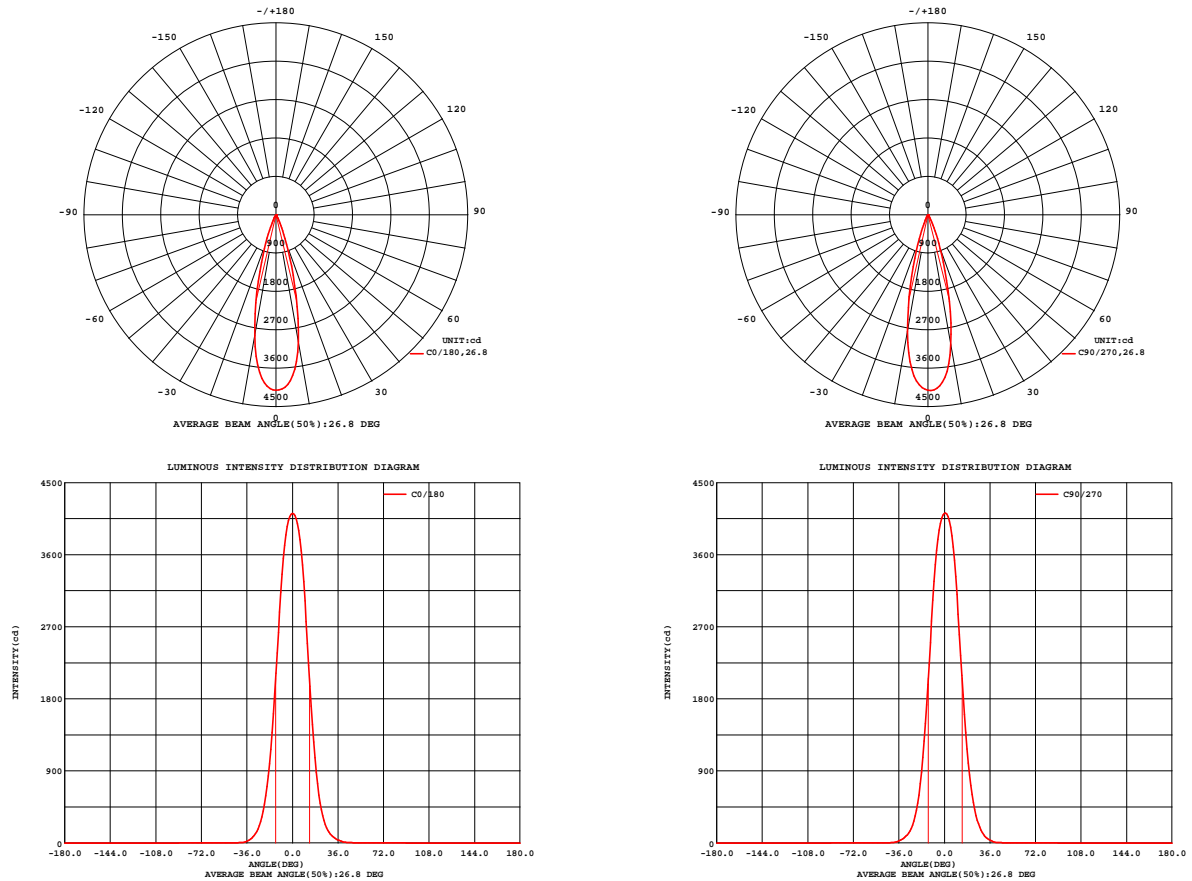 -/+180
-150 150
-120 120
-90 0 90
900
1800
-60 2700 60
UNIT:cd
C0/180,26.8
3600
-30 4500 30
0
AVERAGE BEAM ANGLE(50%):26.8 DEG
-/+180
-150 150
-120 120
-90 0 90
900
1800
-60 2700 60
UNIT:cd
C90/270,26.8
3600
-30 4500 30
0
AVERAGE BEAM ANGLE(50%):26.8 DEG
LUMINOUS INTENSITY DISTRIBUTION DIAGRAM
C0/180
4500
3600
2700
1800
900
0
INTENSITY(cd)
-180.0 -144.0 -108.0 -72.0 -36.0 0.0 36.0 72.0 108.0 144.0 180.0
ANGLE(DEG)
AVERAGE BEAM ANGLE(50%):26.8 DEG
LUMINOUS INTENSITY DISTRIBUTION DIAGRAM
C90/270
4500
3600
2700
1800
900
0
INTENSITY(cd)
-180.0 -144.0 -108.0 -72.0 -36.0 0.0 36.0 72.0 108.0 144.0 180.0
ANGLE(DEG)
AVERAGE BEAM ANGLE(50%):26.8 DEG